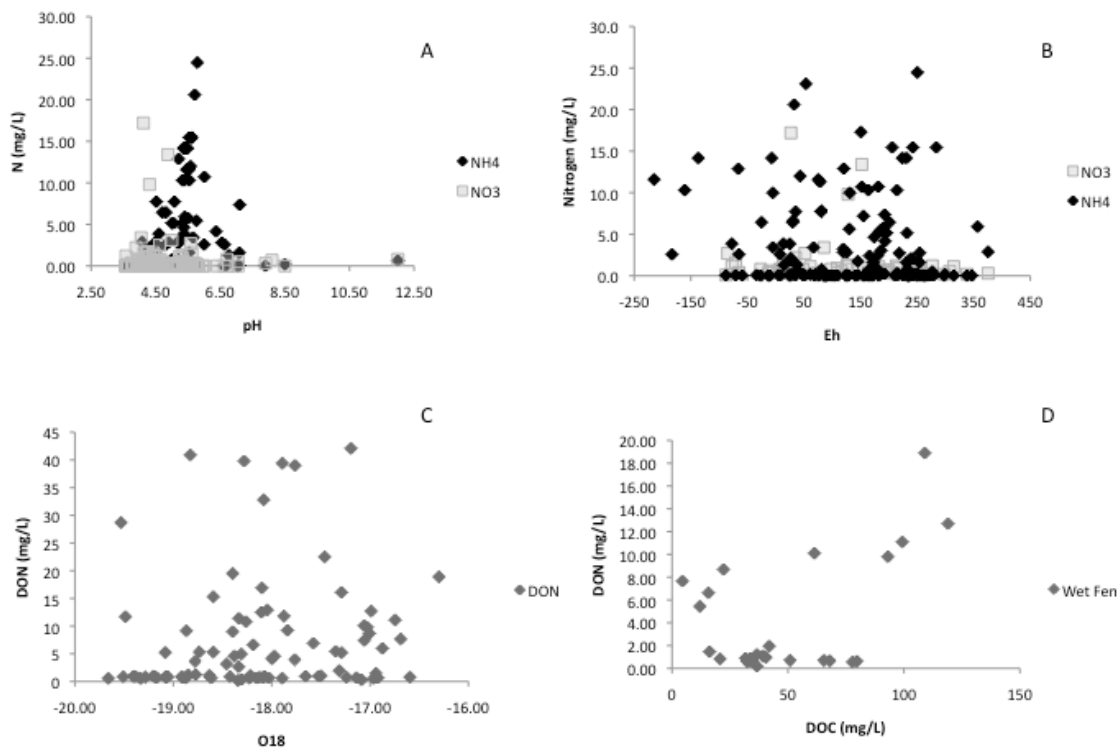 A
N (mg/L)
30.00
25.00
20.00
15.00
10.00
5.00
0.00
2.50 4.50 6.50 8.50 10.50 12.50
pH
NH4
NO3
B
Nitrogen (mg/L)
30.0
25.0
20.0
15.0
10.0
5.0
0.0
-250 -150 -50 50 150 250 350 450
Eh
NO3
NH4
C
DON (mg/L)
45
40
35
30
25
20
15
10
5
0
-20.00 -19.00 -18.00 -17.00 -16.00
O18
DON
D
DON (mg/L)
20.00
18.00
16.00
14.00
12.00
10.00
8.00
6.00
4.00
2.00
0.00
0 50 100 150
DOC (mg/L)
Wet Fen